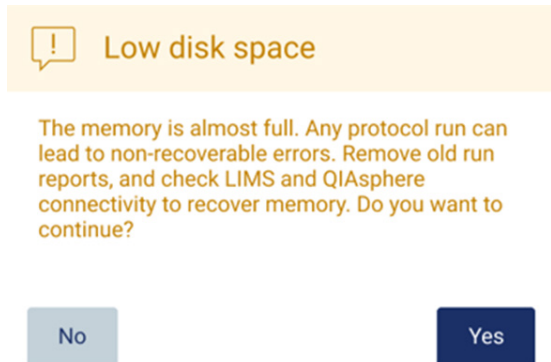 !
Low disk space
The memory is almost full. Any protocol run can
lead to non-recoverable errors. Remove old run
reports, and check LIMS and QIAsphere
connectivity to recover memory. Do you want to
continue?
No
Yes